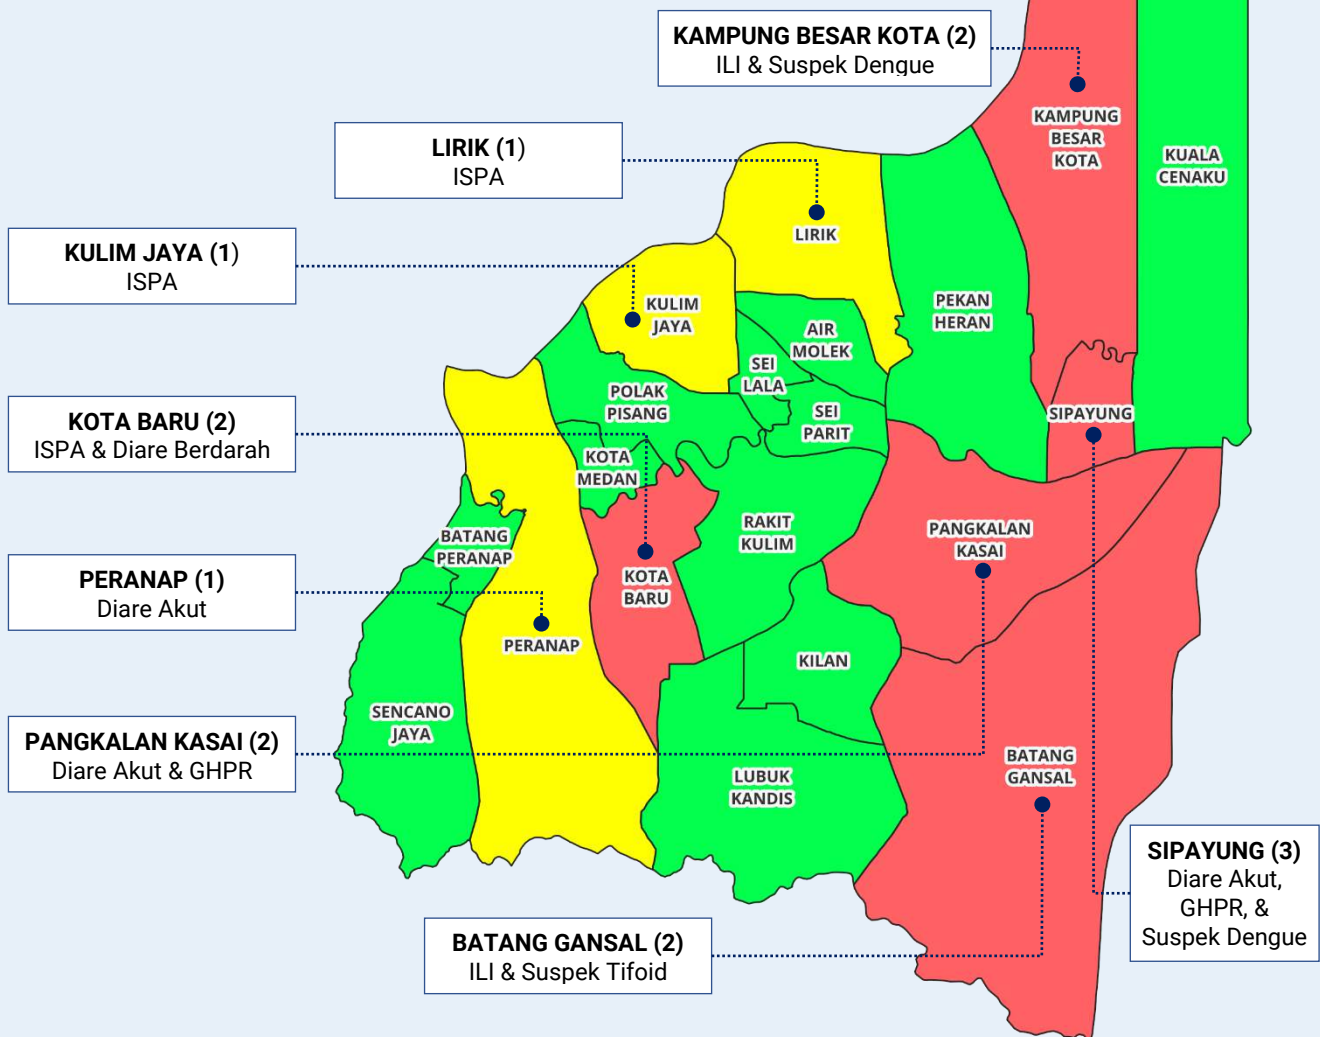 KAMPUNG BESAR KOTA (2)
ILI & Suspek Dengue
LIRIK (1)
ISPA
KULIM JAYA (1)
ISPA
KOTA BARU (2)
ISPA & Diare Berdarah
PERANAP (1)
Diare Akut
PANGKALAN KASAI (2)
Diare Akut & GHPR
BATANG GANSAL (2)
ILI & Suspek Tifoid
SIPAYUNG (3)
Diare Akut,
GHPR, &
Suspek Dengue
KAMPUNG
BESAR
KOTA
KUALA
CENAKU
LIRIK
KULIM
JAYA
PEKAN
HERAN
AIR
MOLEK
SEI
LALA
POLAK
PISANG
SEI
PARIT
SIPAYUNG
KOTA
MEDAN
RAKIT
KULIM
PANGKALAN
KASAI
BATANG
PERANAP
KOTA
BARU
PERANAP
KILAN
SENCANO
JAYA
LUBUK
KANDIS
BATANG
GANSAL